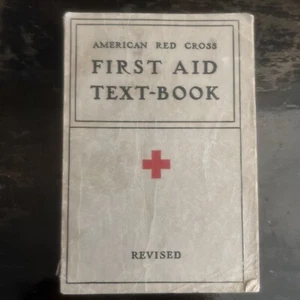 AMERICAN RED CROSS
FIRST AID
TEXT-BOOK
REVISED